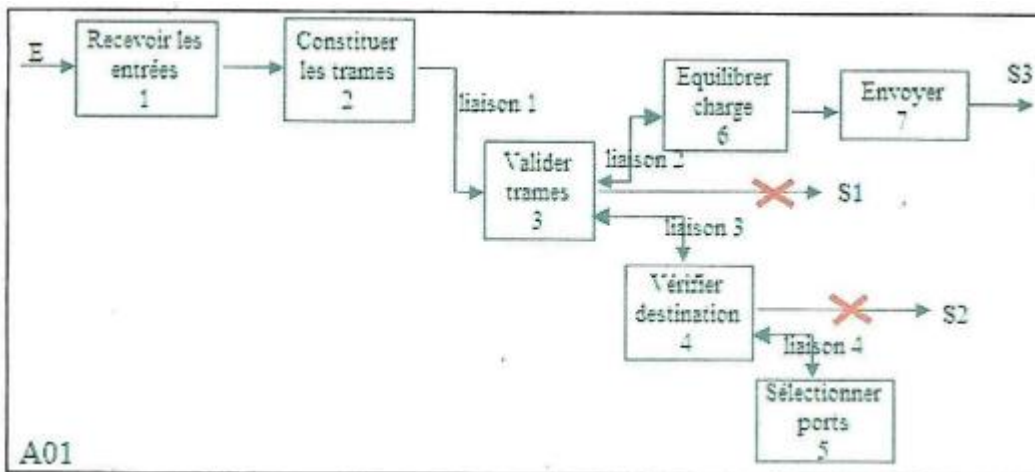 E
Recevoir les
entrées
1
Constituer
les trames
2
liaison 1
Equilibrer
charge
6
Envoyer
7
S3
liaison 2
Valider
trames
3
S1
liaison 3
Vérifier
destination
4
S2
liaison 4
Sélectionner
ports
5
A01